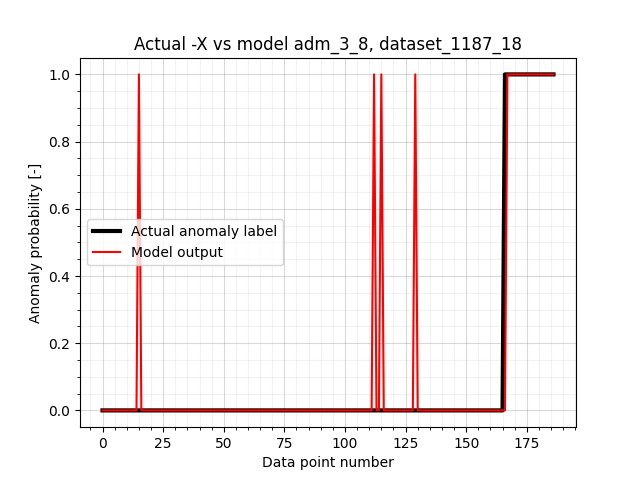 Actual -X vs model adm_3_8, dataset_1187_18
1.0
0.8
0.6
0.4
0.2
0.0
Anomaly probability [-]
Actual anomaly label
Model output
0 25 50 75 100 125 150 175
Data point number